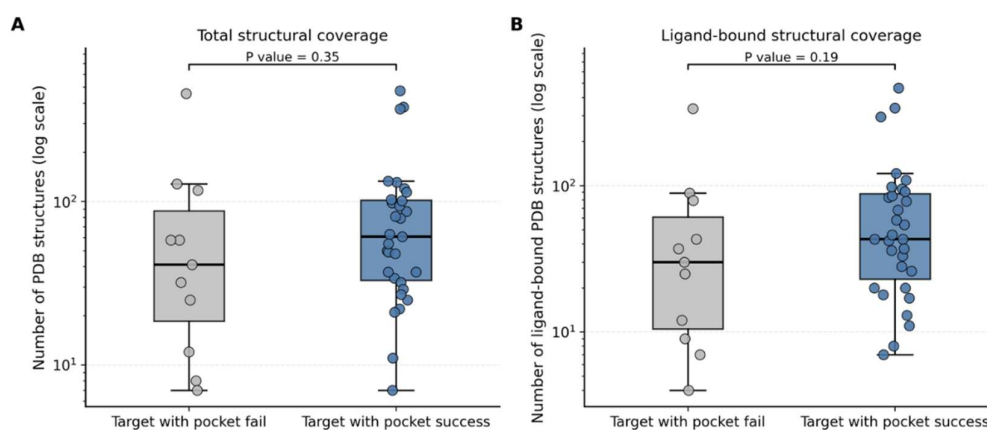 A
Total structural coverage
P value = 0.35
Number of PDB structures (log scale)
10²
10¹
Target with pocket fail
Target with pocket success
B
Ligand-bound structural coverage
P value = 0.19
Number of ligand-bound PDB structures (log scale)
10²
10¹
Target with pocket fail
Target with pocket success